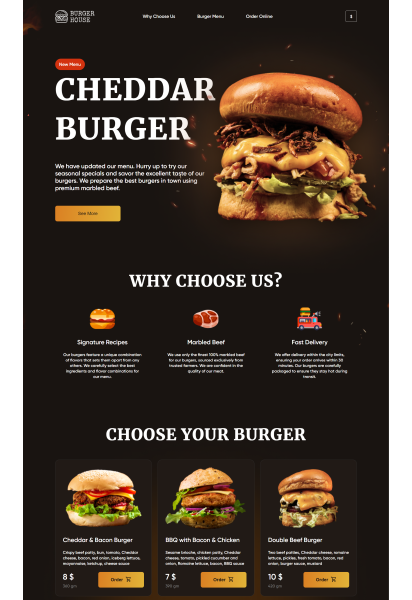 BURGER
HOUSE
Why Choose Us
Burger Menu
Order Online
New Menu
CHEDDAR
BURGER
We have updated our menu. Hurry up to try our
seasonal specials and savor the excellent taste of our
burgers. We prepare the best burgers in town using
premium marbled beef.
See More
WHY CHOOSE US?
Signature Recipes
Our burgers feature a unique combination
of flavors that sets them apart from any
others. We carefully select the best
ingredients and flavor combinations for
our menu.
Marbled Beef
We use only the finest 100% marbled beef
for our burgers, sourced exclusively from
trusted farmers. We are confident in the
quality of our meat.
Fast Delivery
We offer delivery within the city limits,
ensuring your order arrives within 30
minutes. Our burgers are carefully
packaged to ensure they stay hot during
transit.
CHOOSE YOUR BURGER
Cheddar & Bacon Burger
Crispy beef patty, bun, tomato, Cheddar
cheese, bacon, red onion, iceberg lettuce,
mayonnaise, ketchup, cheese sauce
8 $
Order
BBQ with Bacon & Chicken
Sesame brioche, chicken patty, Cheddar
cheese, tomato, pickled cucumber and
onion, Romaine lettuce, bacon, BBQ sauce
7 $
Order
Double Beef Burger
Two beef patties, Cheddar cheese, romaine
lettuce, pickles, fresh tomato, bacon, red
onion, burger sauce, mustard
10 $
Order